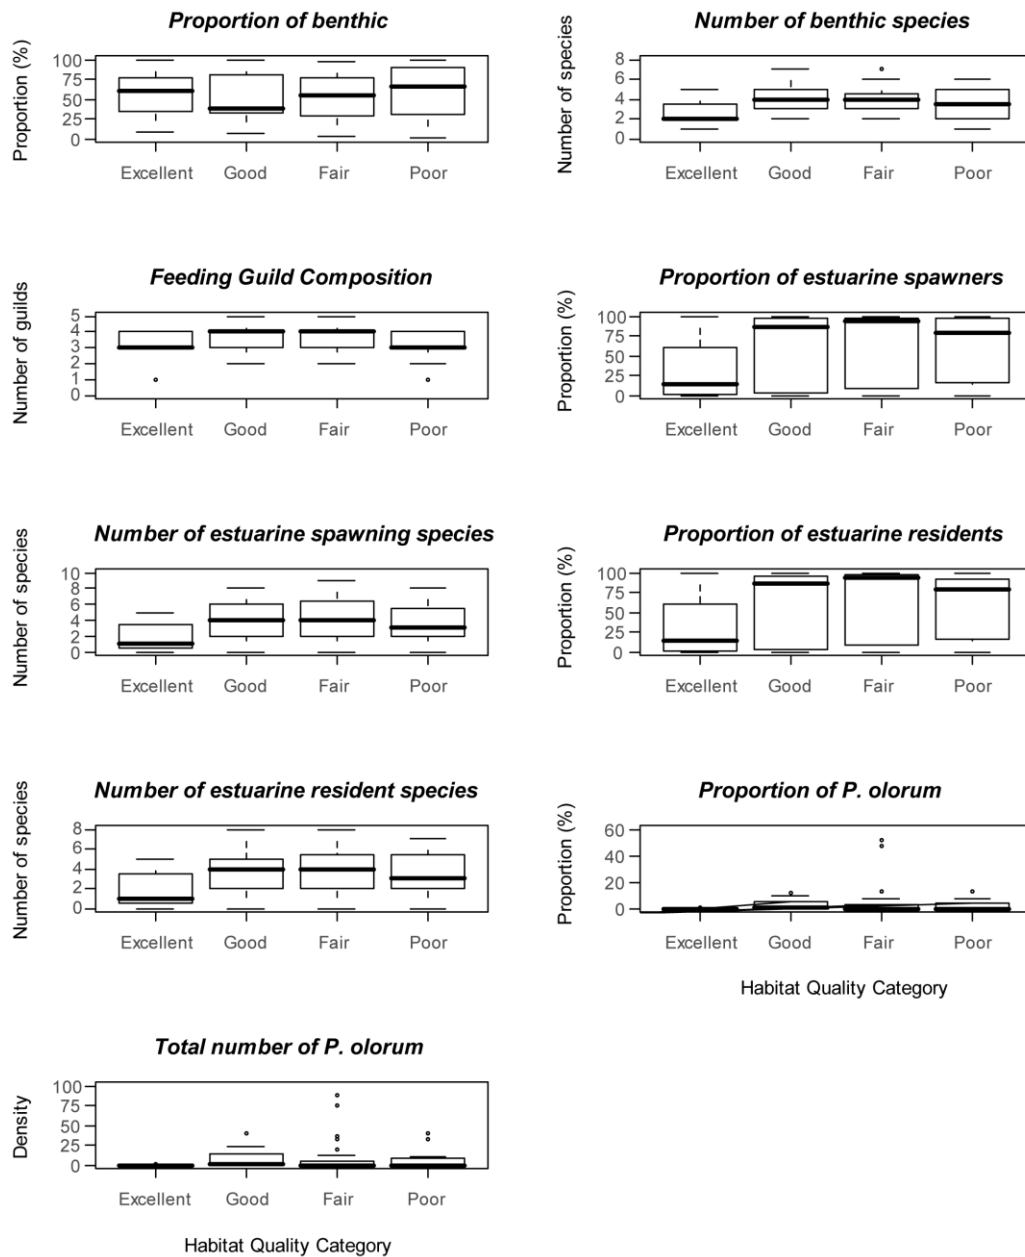 Proportion of benthic
Proportion (%)
100
75
50
25
0
Excellent Good Fair Poor
Number of benthic species
Number of species
8
6
4
2
0
Excellent Good Fair Poor
Feeding Guild Composition
Number of guilds
5
4
3
2
1
0
Excellent Good Fair Poor
Proportion of estuarine spawners
Proportion (%)
100
75
50
25
0
Excellent Good Fair Poor
Number of estuarine spawning species
Number of species
10
8
6
4
2
0
Excellent Good Fair Poor
Proportion of estuarine residents
Proportion (%)
100
75
50
25
0
Excellent Good Fair Poor
Number of estuarine resident species
Number of species
8
6
4
2
0
Excellent Good Fair Poor
Proportion of P. olorum
Proportion (%)
60
40
20
0
Excellent Good Fair Poor
Habitat Quality Category
Total number of P. olorum
Density
100
75
50
25
0
Excellent Good Fair Poor
Habitat Quality Category